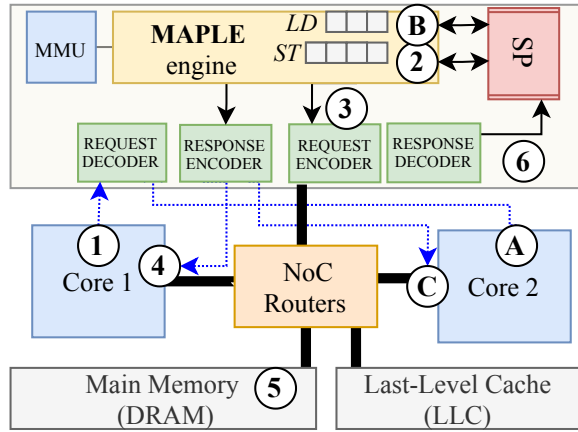 LD
B
MMU
MAPLE
engine
ST
2
SP
3
REQUEST
DECODER
RESPONSE
ENCODER
REQUEST
ENCODER
RESPONSE
DECODER
6
1
Core 1
4
NoC
Routers
A
C
Core 2
Main Memory
(DRAM)
5
Last-Level Cache
(LLC)